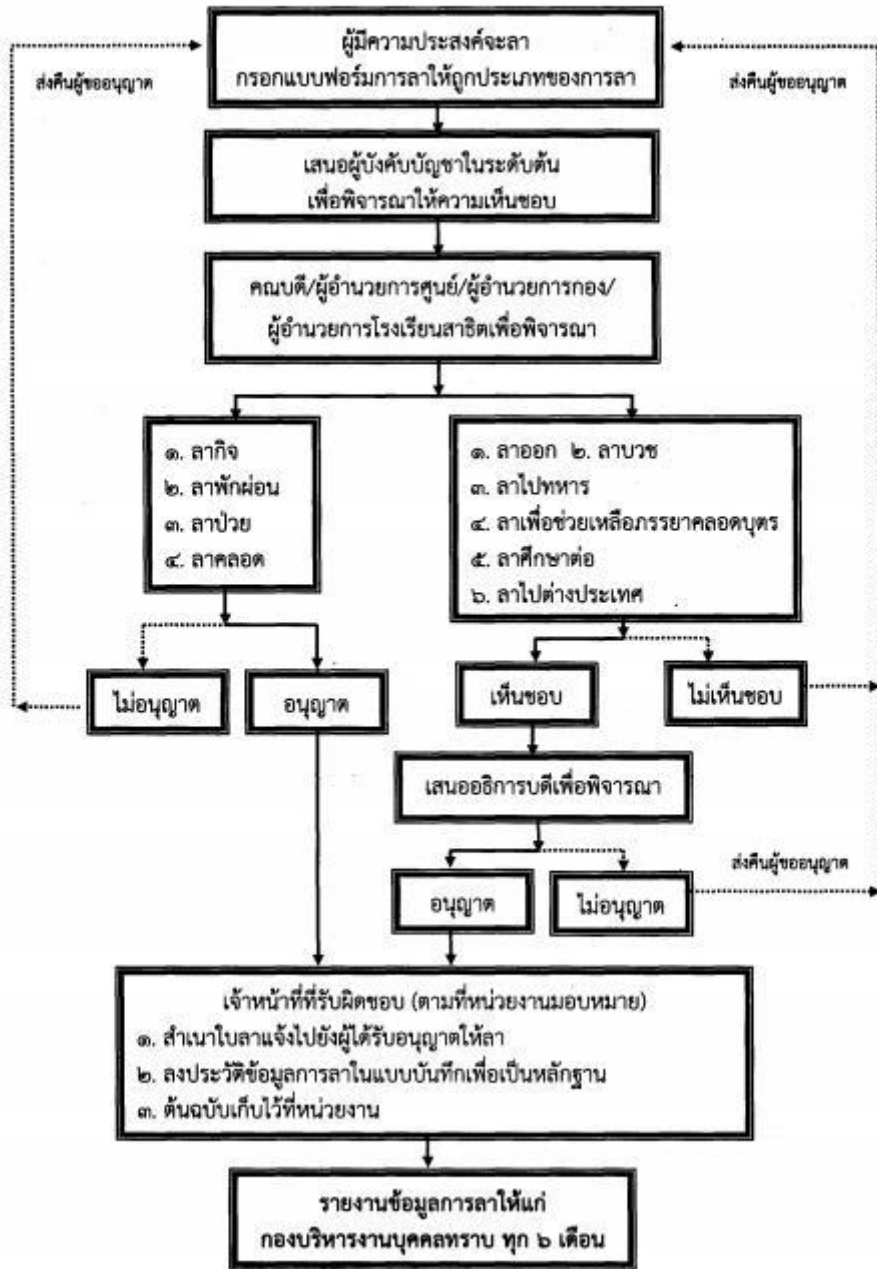 ผู้มีความประสงค์จะลา
กรอกแบบฟอร์มการลาให้ถูกประเภทของการลา
ส่งคืนผู้ขออนุญาต
ส่งคืนผู้ขออนุญาต
เสนอผู้บังคับบัญชาในระดับต้น
เพื่อพิจารณาให้ความเห็นชอบ
คณบดี/ผู้อำนวยการศูนย์/ผู้อำนวยการกอง/
ผู้อำนวยการโรงเรียนสาธิตเพื่อพิจารณา
๑. ลากิจ
๒. ลาพักผ่อน
๓. ลาป่วย
๔. ลาคลอด
๑. ลาออก ๒. ลาบวช
๓. ลาไปทหาร
๔. ลาเพื่อช่วยเหลือภรรยาคลอดบุตร
๕. ลาศึกษาต่อ
๖. ลาไปต่างประเทศ
ไม่อนุญาต
อนุญาต
เห็นชอบ
ไม่เห็นชอบ
เสนออธิการบดีเพื่อพิจารณา
ส่งคืนผู้ขออนุญาต
อนุญาต
ไม่อนุญาต
เจ้าหน้าที่ที่รับผิดชอบ (ตามที่หน่วยงานมอบหมาย)
๑. สำเนาใบลาแจ้งไปยังผู้ได้รับอนุญาตให้ลา
๒. ลงประวัติข้อมูลการลาในแบบบันทึกเพื่อเป็นหลักฐาน
๓. ต้นฉบับเก็บไว้ที่หน่วยงาน
รายงานข้อมูลการลาให้แก่
กองบริหารงานบุคคลทราบ ทุก ๖ เดือน